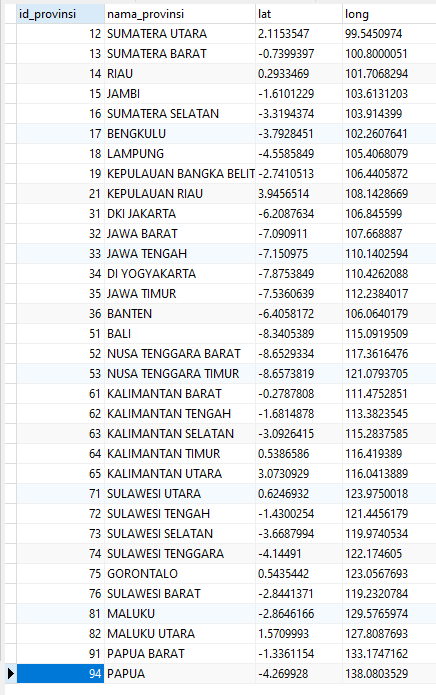 id_provinsi nama_provinsi lat long
12 SUMATERA UTARA 2.1153547 99.5450974
13 SUMATERA BARAT -0.7399397 100.8000051
14 RIAU 0.2933469 101.7068294
15 JAMBI -1.6101229 103.6131203
16 SUMATERA SELATAN -3.3194374 103.914399
17 BENGKULU -3.7928451 102.2607641
18 LAMPUNG -4.5585849 105.4068079
19 KEPULAUAN BANGKA BELIT -2.7410513 106.4405872
21 KEPULAUAN RIAU 3.9456514 108.1428669
31 DKI JAKARTA -6.2087634 106.845599
32 JAWA BARAT -7.090911 107.668887
33 JAWA TENGAH -7.150975 110.1402594
34 DI YOGYAKARTA -7.8753849 110.4262088
35 JAWA TIMUR -7.5360639 112.2384017
36 BANTEN -6.4058172 106.0640179
51 BALI -8.3405389 115.0919509
52 NUSA TENGGARA BARAT -8.6529334 117.3616476
53 NUSA TENGGARA TIMUR -8.6573819 121.0793705
61 KALIMANTAN BARAT -0.2787808 111.4752851
62 KALIMANTAN TENGAH -1.6814878 113.3823545
63 KALIMANTAN SELATAN -3.0926415 115.2837585
64 KALIMANTAN TIMUR 0.5386586 116.419389
65 KALIMANTAN UTARA 3.0730929 116.0413889
71 SULAWESI UTARA 0.6246932 123.9750018
72 SULAWESI TENGAH -1.4300254 121.4456179
73 SULAWESI SELATAN -3.6687994 119.9740534
74 SULAWESI TENGGARA -4.14491 122.174605
75 GORONTALO 0.5435442 123.0567693
76 SULAWESI BARAT -2.8441371 119.2320784
81 MALUKU -2.8646166 129.5765974
82 MALUKU UTARA 1.5709993 127.8087693
91 PAPUA BARAT -1.3361154 133.1747162
94 PAPUA -4.269928 138.0803529